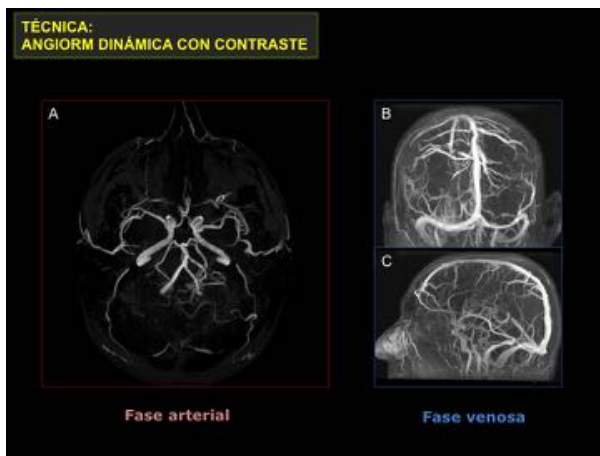 TÉCNICA:
ANGIORM DINÁMICA CON CONTRASTE
A
B
C
Fase arterial
Fase venosa